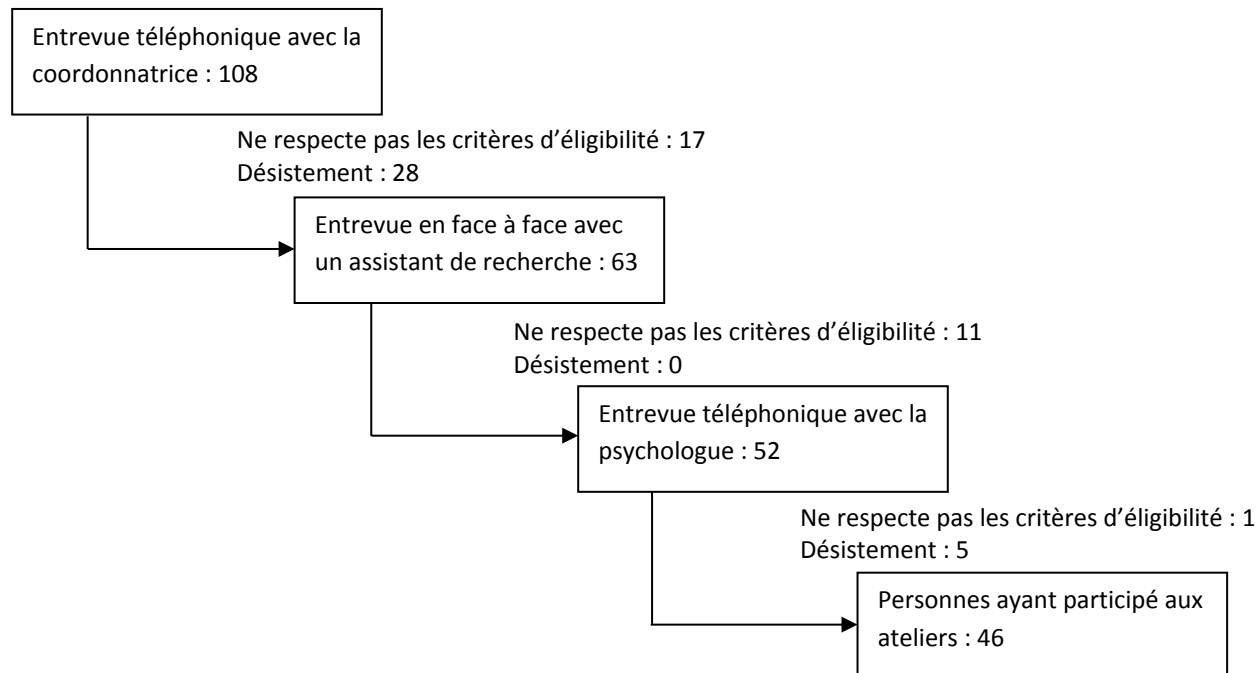 Entrevue téléphonique avec la
coordonnatrice : 108
Ne respecte pas les critères d’éligibilité : 17
Désistement : 28
Entrevue en face à face avec
un assistant de recherche : 63
Ne respecte pas les critères d’éligibilité : 11
Désistement : 0
Entrevue téléphonique avec la
psychologue : 52
Ne respecte pas les critères d’éligibilité : 1
Désistement : 5
Personnes ayant participé aux
ateliers : 46